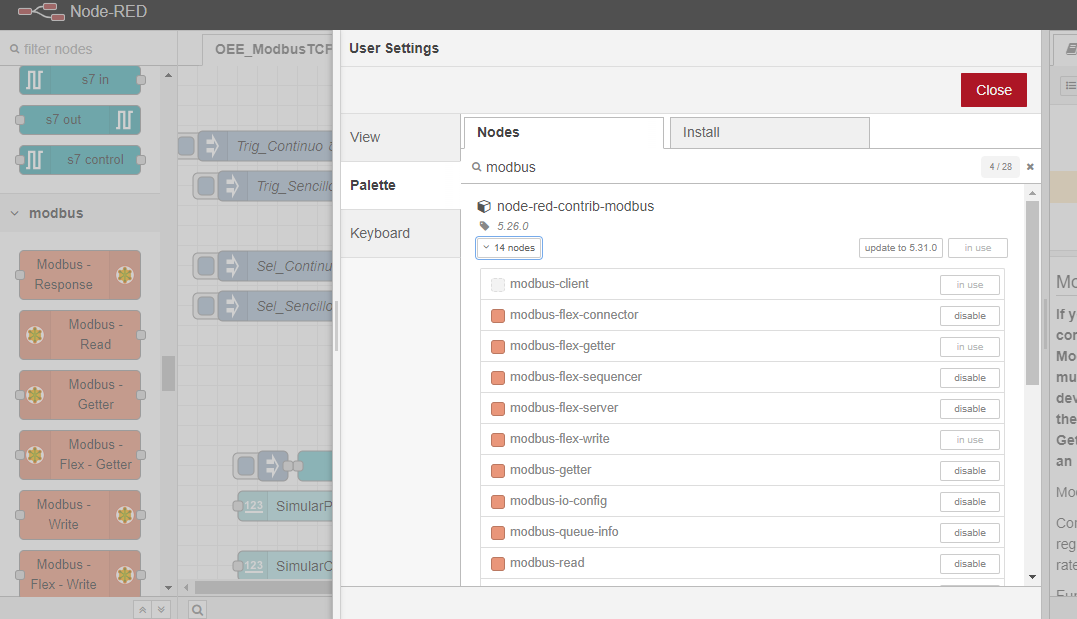 Node-RED
filter nodes
s7 in
s7 out
s7 control
modbus
Modbus -
Response
Modbus -
Read
Modbus -
Getter
Modbus -
Flex - Getter
Modbus -
Write
Modbus -
Flex - Write
OEE_ModbusTCP
Trig_Continuo
Trig_Sencillo
Sel_Continu
Sel_Sencillo
123
SimularP
123
SimularC
User Settings
Close
View
Palette
Keyboard
Nodes
Install
modbus
4 / 28
node-red-contrib-modbus
5.26.0
14 nodes
update to 5.31.0
in use
modbus-client
in use
modbus-flex-connector
disable
modbus-flex-getter
in use
modbus-flex-sequencer
disable
modbus-flex-server
disable
modbus-flex-write
in use
modbus-getter
disable
modbus-io-config
disable
modbus-queue-info
disable
modbus-read
disable
Mo
If y
con
Mo
mu
dev
the
Get
an
Mod
Con
reg
rate